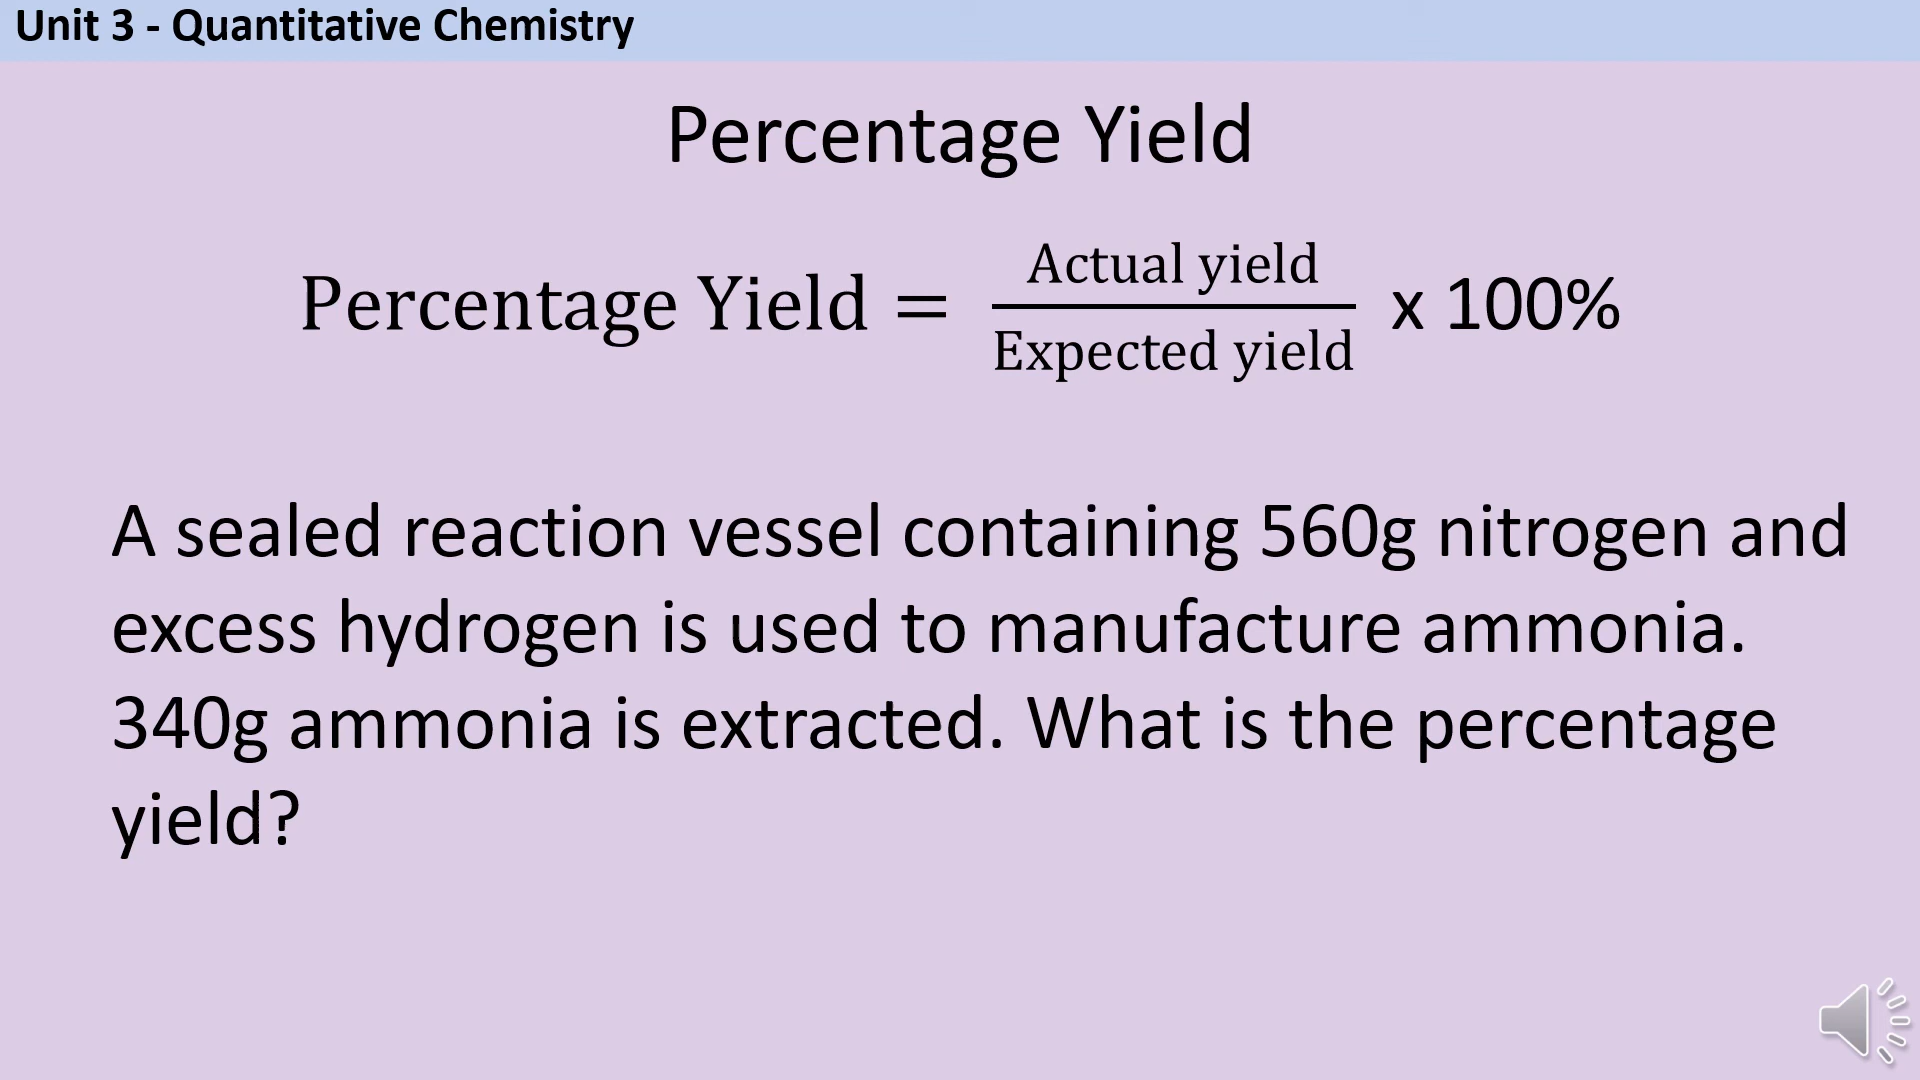 Unit 3 - Quantitative Chemistry
Percentage Yield
Percentage Yield = Actual yield / Expected yield x 100%
A sealed reaction vessel containing 560g nitrogen and
excess hydrogen is used to manufacture ammonia.
340g ammonia is extracted. What is the percentage
yield?